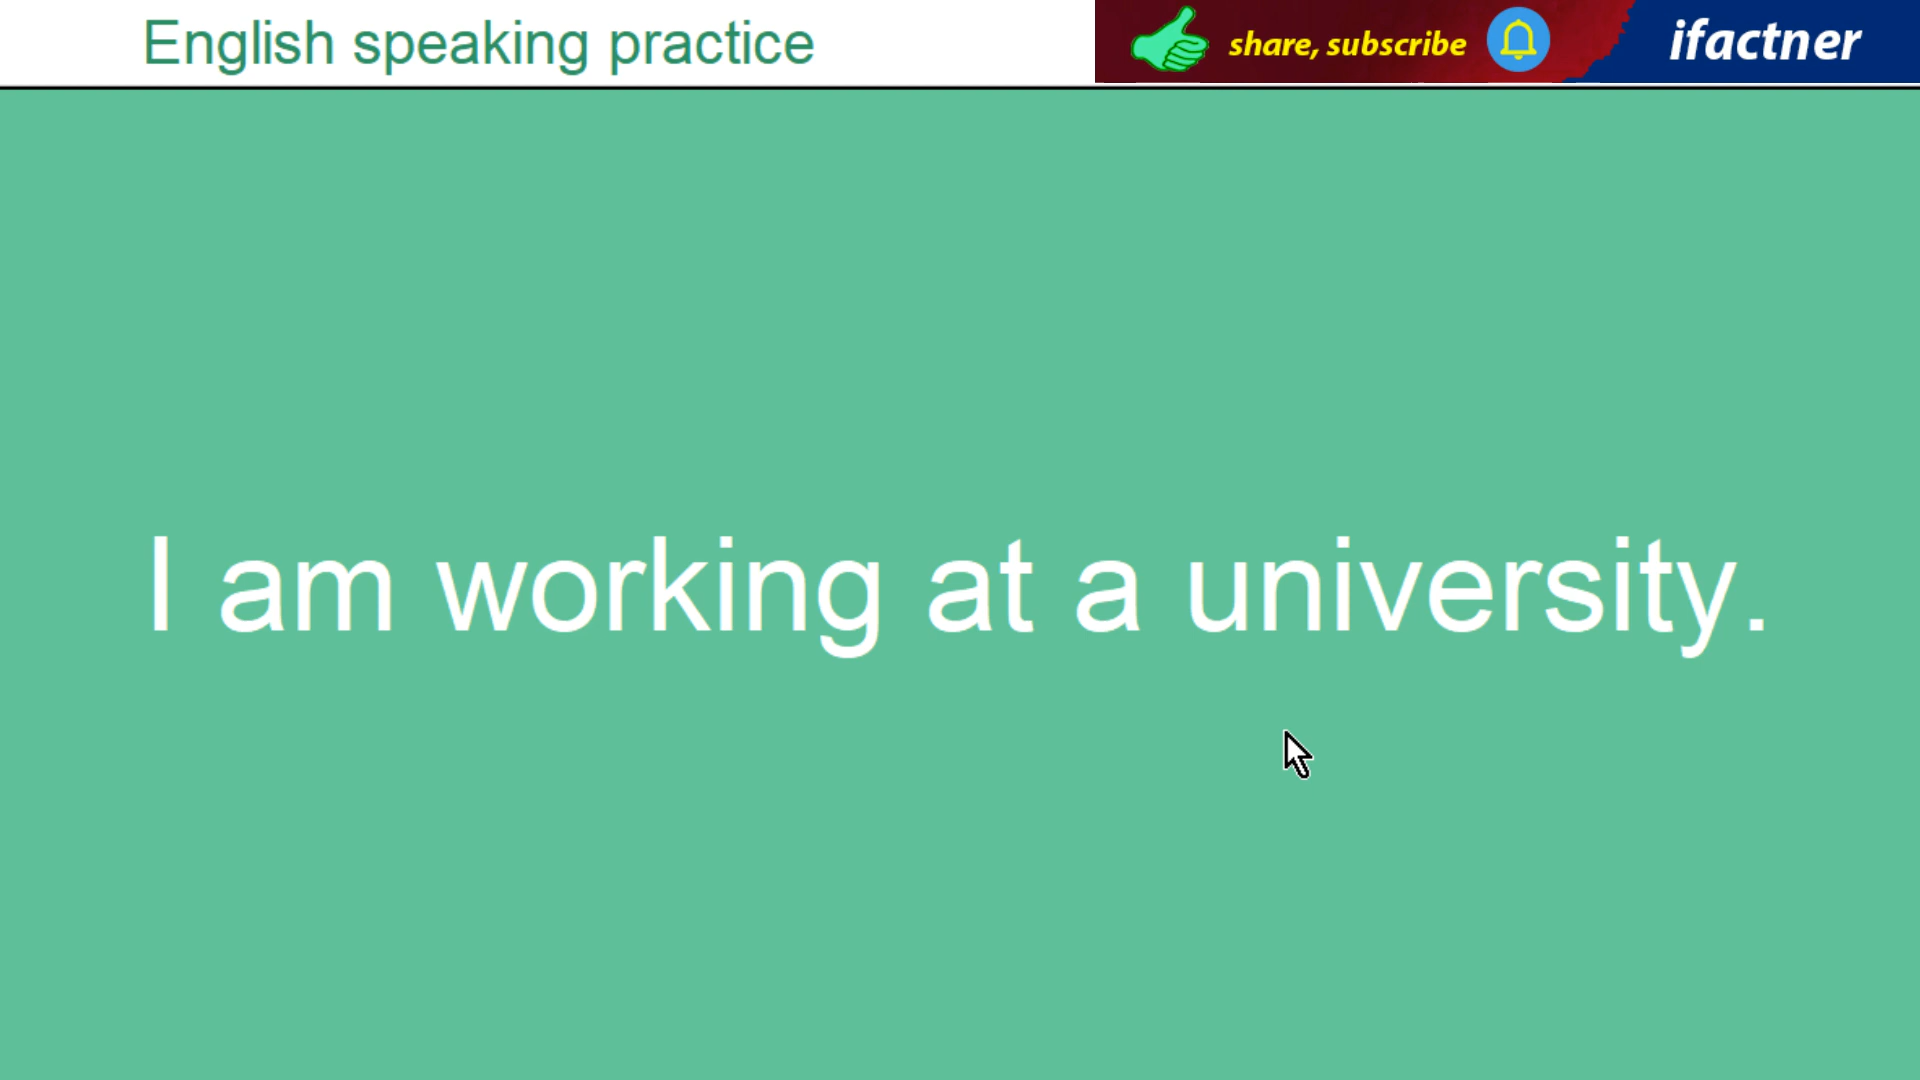 English speaking practice
share, subscribe
ifactner
I am working at a university.